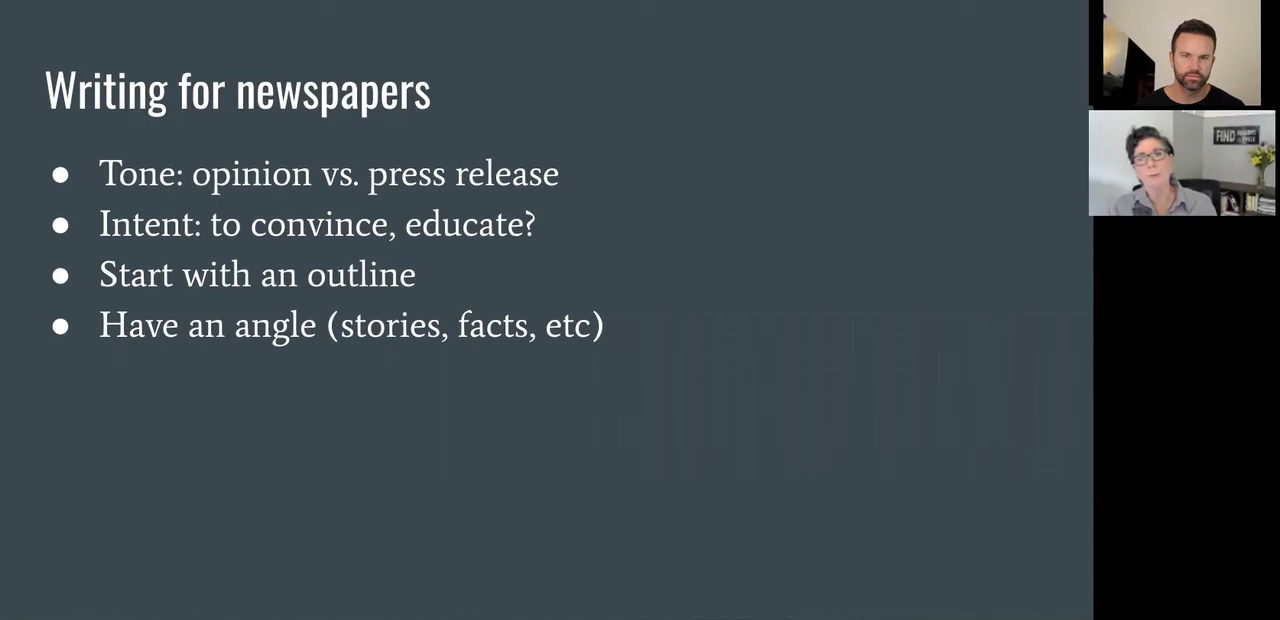 Writing for newspapers
● Tone: opinion vs. press release
● Intent: to convince, educate?
● Start with an outline
● Have an angle (stories, facts, etc)
FIND